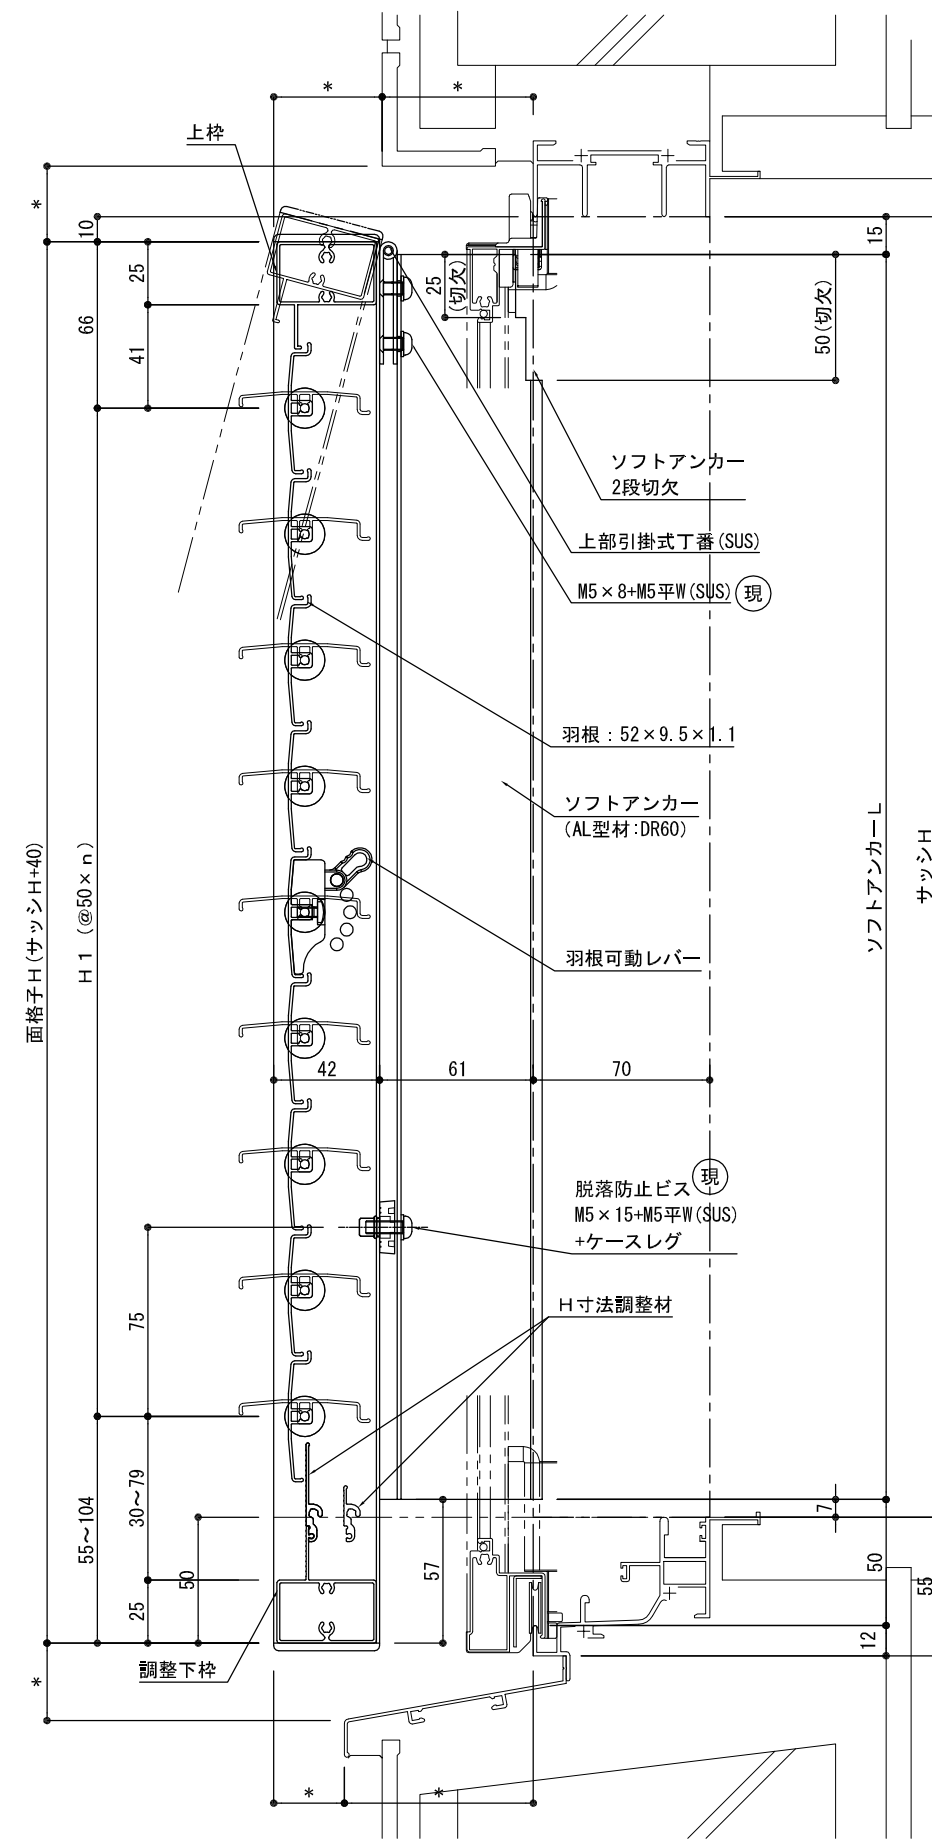 *
*
上枠
*
10
15
25
25
(切欠)
50(切欠)
66
41
ソフトアンカー
2段切欠
上部引掛式丁番(SUS)
M5×8+M5平W(SUS) 現
羽根:52×9.5×1.1
ソフトアンカー
(AL型材:DR60)
面格子H(サッシH+40)
H1 (@50×n)
ソフトアンカーL
サッシH
羽根可動レバー
42
61
70
脱落防止ビス 現
M5×15+M5平W(SUS)
+ケースレグ
75
H寸法調整材
30~79
55~104
7
50
57
50
55
25
12
調整下枠
*
*
*